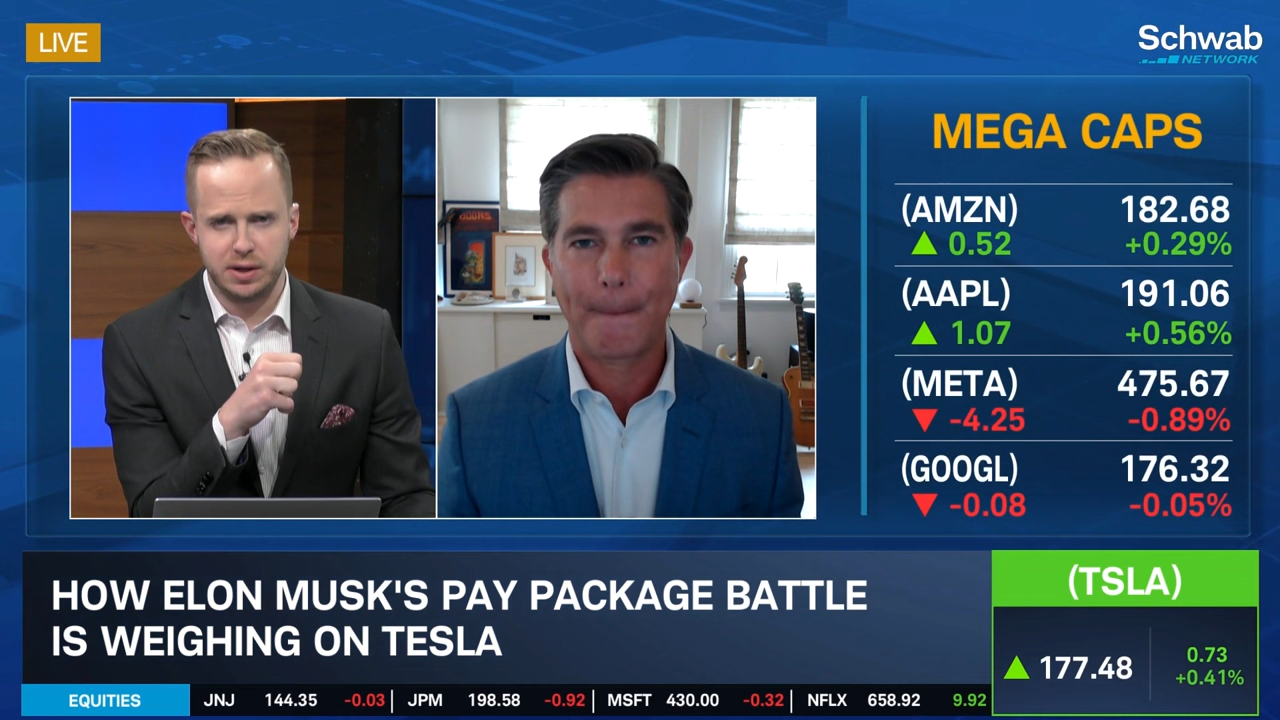 LIVE
Schwab
NETWORK
DOORS
MEGA CAPS
(AMZN) 182.68
▲ 0.52 +0.29%
(AAPL) 191.06
▲ 1.07 +0.56%
(META) 475.67
▼ -4.25 -0.89%
(GOOGL) 176.32
▼ -0.08 -0.05%
HOW ELON MUSK'S PAY PACKAGE BATTLE
IS WEIGHING ON TESLA
(TSLA)
▲ 177.48 0.73
+0.41%
EQUITIES JNJ 144.35 -0.03 JPM 198.58 -0.92 MSFT 430.00 -0.32 NFLX 658.92 9.92